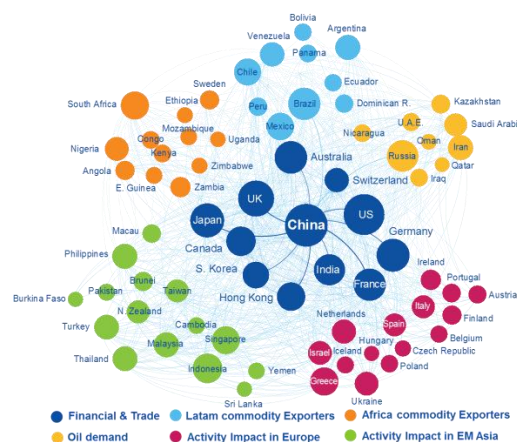 Bolivia
Venezuela
Argentina
Panama
Chile
Sweden
Ecuador
South Africa
Ethiopia
Peru
Brazil
Dominican R.
Kazakhstan
Mozambique
Mexico
U.A.E.
Saudi Arabia
Congo
Uganda
Nicaragua
Oman
Nigeria
Kenya
Australia
Russia
Iran
Angola
Zimbabwe
Qatar
E. Guinea
Zambia
Switzerland
Iraq
UK
Japan
US
Macau
China
Canada
Germany
Philippines
S. Korea
Ireland
India
Portugal
Brunei
France
Pakistan
Taiwan
Hong Kong
Austria
Burkina Faso
Netherlands
Italy
N. Zealand
Spain
Finland
Turkey
Cambodia
Hungary
Belgium
Malaysia
Singapore
Israel
Iceland
Czech Republic
Thailand
Poland
Indonesia
Yemen
Greece
Sri Lanka
Ukraine
Financial & Trade
Latam commodity Exporters
Africa commodity Exporters
Oil demand
Activity Impact in Europe
Activity Impact in EM Asia